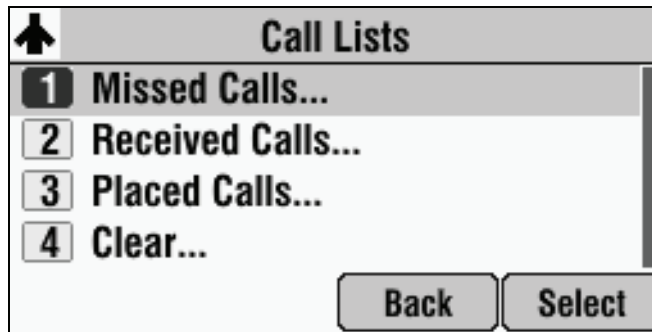 Call Lists
1 Missed Calls...
2 Received Calls...
3 Placed Calls...
4 Clear...
Back Select